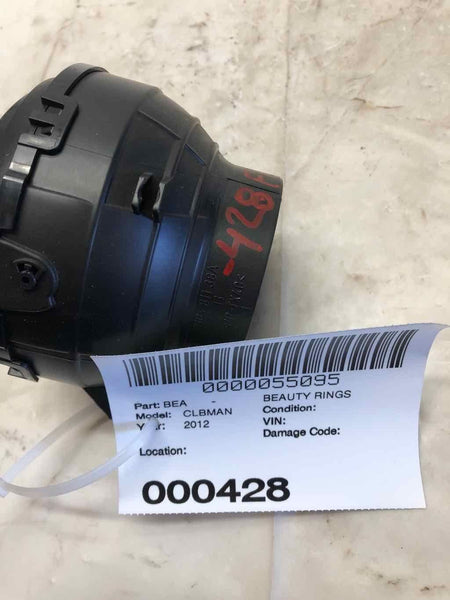 -428
0000055095
Part: BEA - BEAUTY RINGS
Model: CLBMAN Condition:
2012 VIN:
Damage Code:
Location:
000428